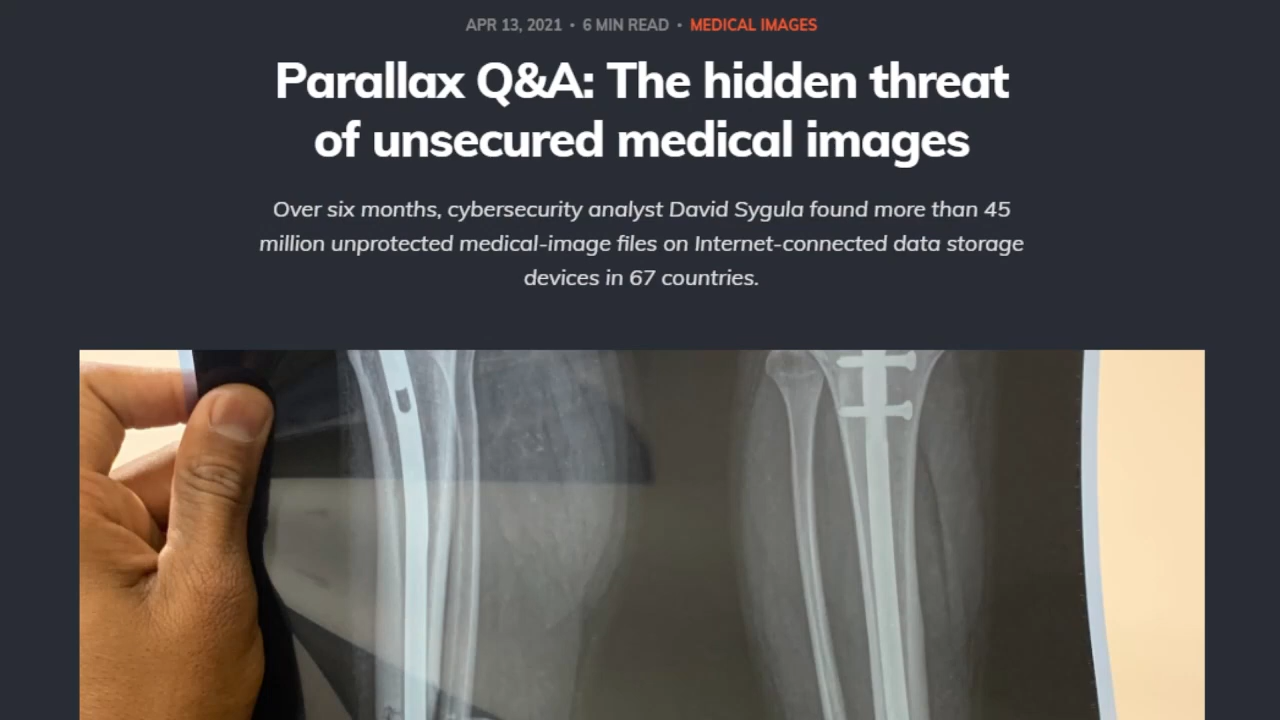 APR 13, 2021 • 6 MIN READ • MEDICAL IMAGES
Parallax Q&A: The hidden threat
of unsecured medical images
Over six months, cybersecurity analyst David Sygula found more than 45
million unprotected medical-image files on Internet-connected data storage
devices in 67 countries.